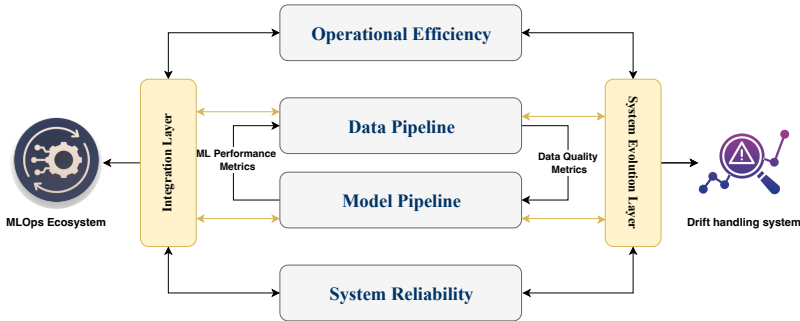 Operational Efficiency
Integration Layer
System Evolution Layer
Data Pipeline
ML Performance
Metrics
Data Quality
Metrics
Model Pipeline
MLOps Ecosystem
Drift handling system
System Reliability